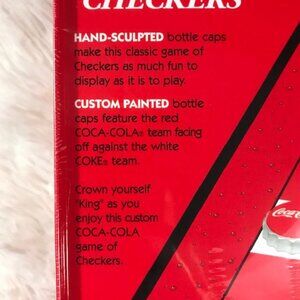 CHECKERS
HAND-SCULPTED bottle caps
make this classic game of
Checkers as much fun to
display as it is to play.
CUSTOM PAINTED bottle
caps feature the red
COCA-COLA® team facing
off against the white
COKE® team.
Crown yourself
"King" as you
enjoy this custom
COCA-COLA
game of
Checkers.